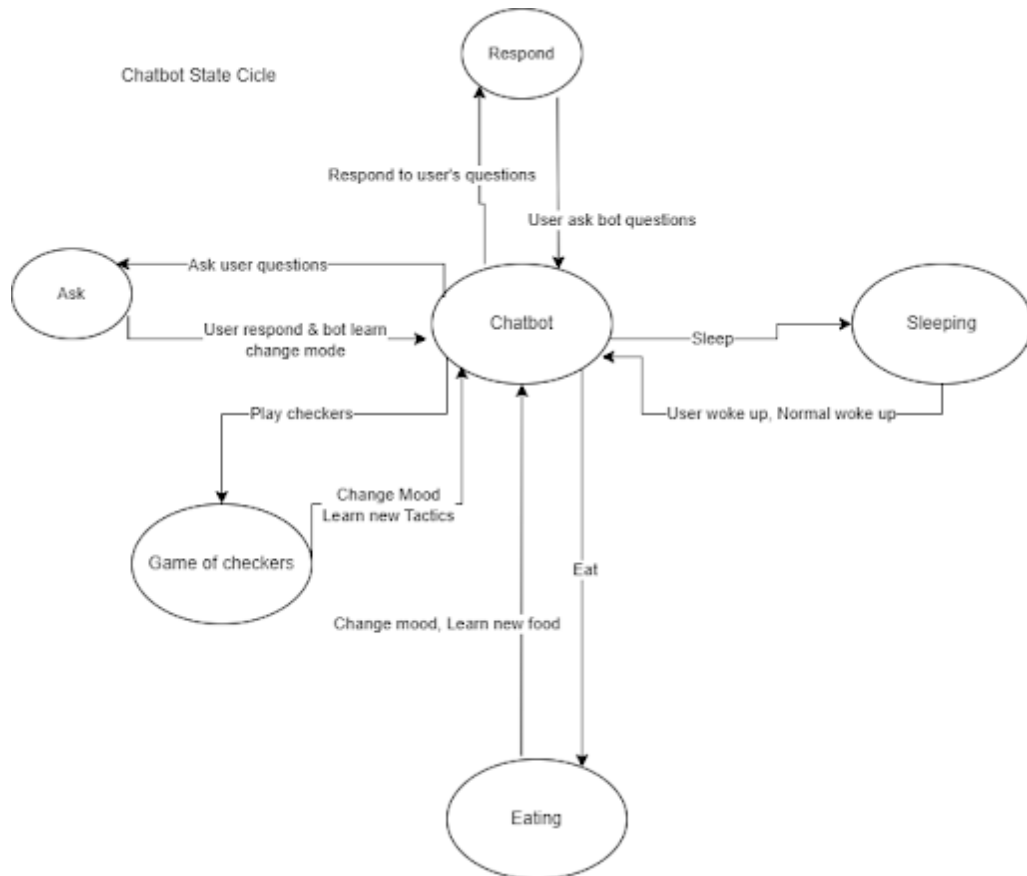 Respond
Chatbot State Cicle
Respond to user's questions
User ask bot questions
Ask user questions
Ask
Chatbot
Sleeping
User respond & bot learn
change mode
Sleep
Play checkers
User woke up, Normal woke up
Change Mood
Learn new Tactics
Game of checkers
Eat
Change mood, Learn new food
Eating